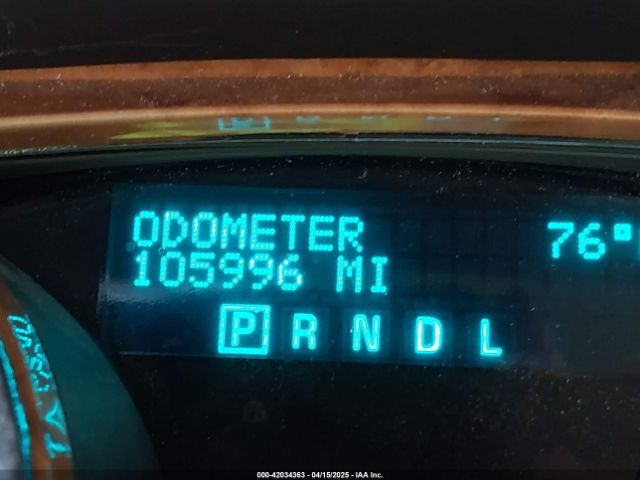 ODOMETER 76°
105996 MI
P R N D L
000-42034363 - 04/15/2025 - IAA Inc.